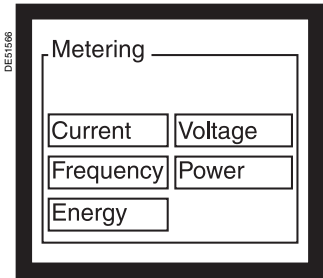 DE51566
Metering
Current Voltage
Frequency Power
Energy